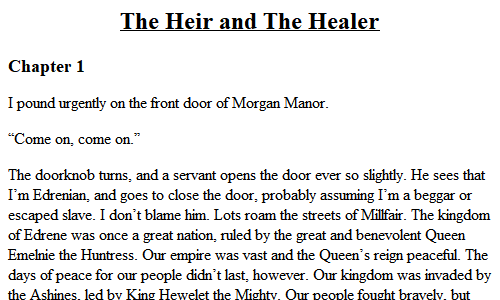 The Heir and The Healer
Chapter 1
I pound urgently on the front door of Morgan Manor.
“Come on, come on.”
The doorknob turns, and a servant opens the door ever so slightly. He sees that
I’m Edrenian, and goes to close the door, probably assuming I’m a beggar or
escaped slave. I don’t blame him. Lots roam the streets of Millfair. The kingdom
of Edrene was once a great nation, ruled by the great and benevolent Queen
Emelnie the Huntress. Our empire was vast and the Queen’s reign peaceful. The
days of peace for our people didn’t last, however. Our kingdom was invaded by
the Ashines, led by King Hewelet the Mighty. Our people fought bravely, but